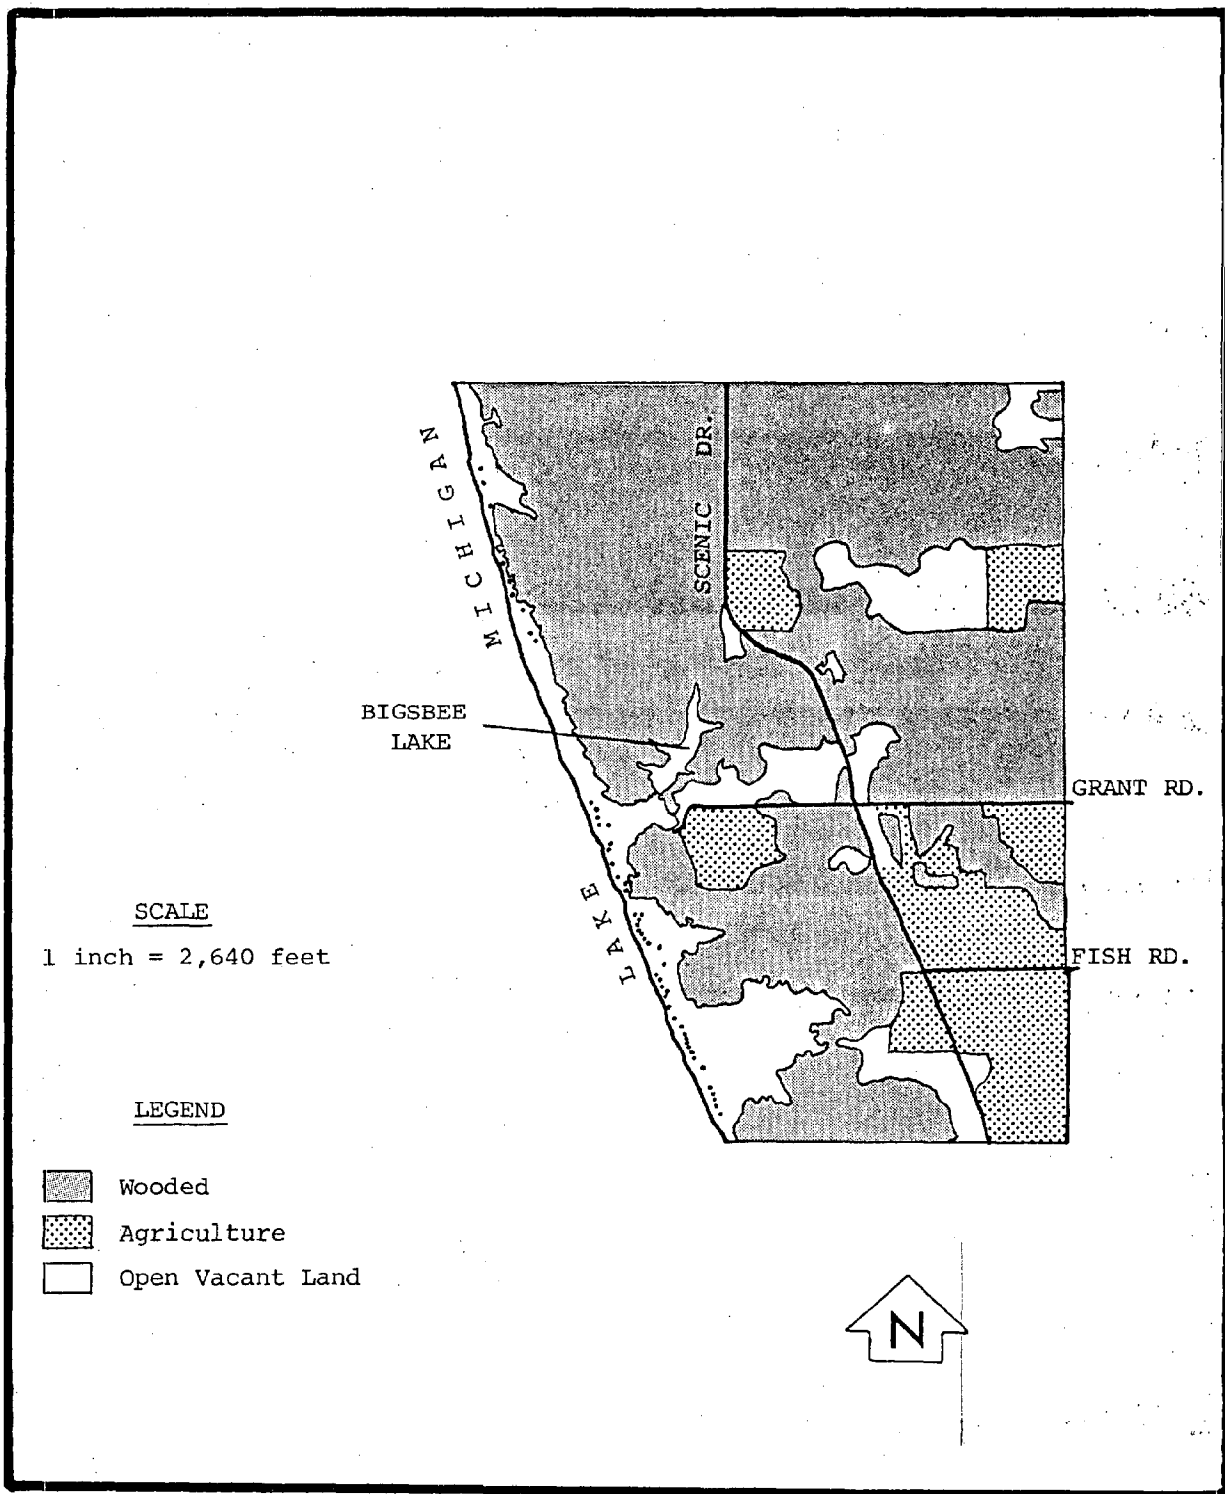 MICHIGAN
SCENIC DR.
BIGSBEE
LAKE
GRANT RD.
LAKE
SCALE
1 inch = 2,640 feet
FISH RD.
LEGEND
Wooded
Agriculture
Open Vacant Land
N